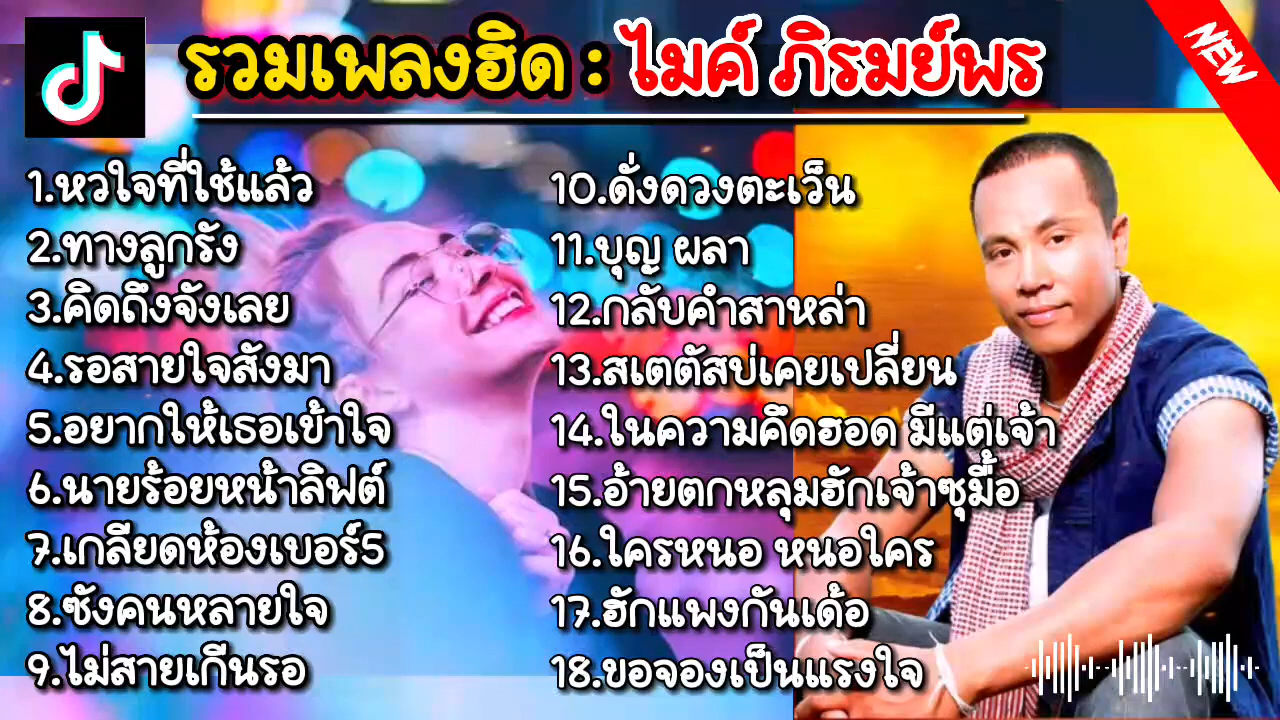 รวมเพลงฮิด : ไมค์ ภิรมย์พร
NEW
1.หวใจที่ใช้แล้ว
2.ทางลูกรัง
3.คิดถึงจังเลย
4.รอสายใจสังมา
5.อยากให้เธอเข้าใจ
6.นายร้อยหน้าลิฟต์
7.เกลียดห้องเบอร์5
8.ซังคนหลายใจ
9.ไม่สายเกีนรอ
10.ดั่งดวงตะเว็น
11.บุญ ผลา
12.กลับคำสาหล่า
13.สเตตัสบ่เคยเปลี่ยน
14.ในความคึดฮอด มีแต่เจ้า
15.อ้ายตกหลุมฮักเจ้าซุมื้อ
16.ใครหนอ หนอใคร
17.ฮักแพงกันเด้อ
18.ขอจองเป็นแรงใจ